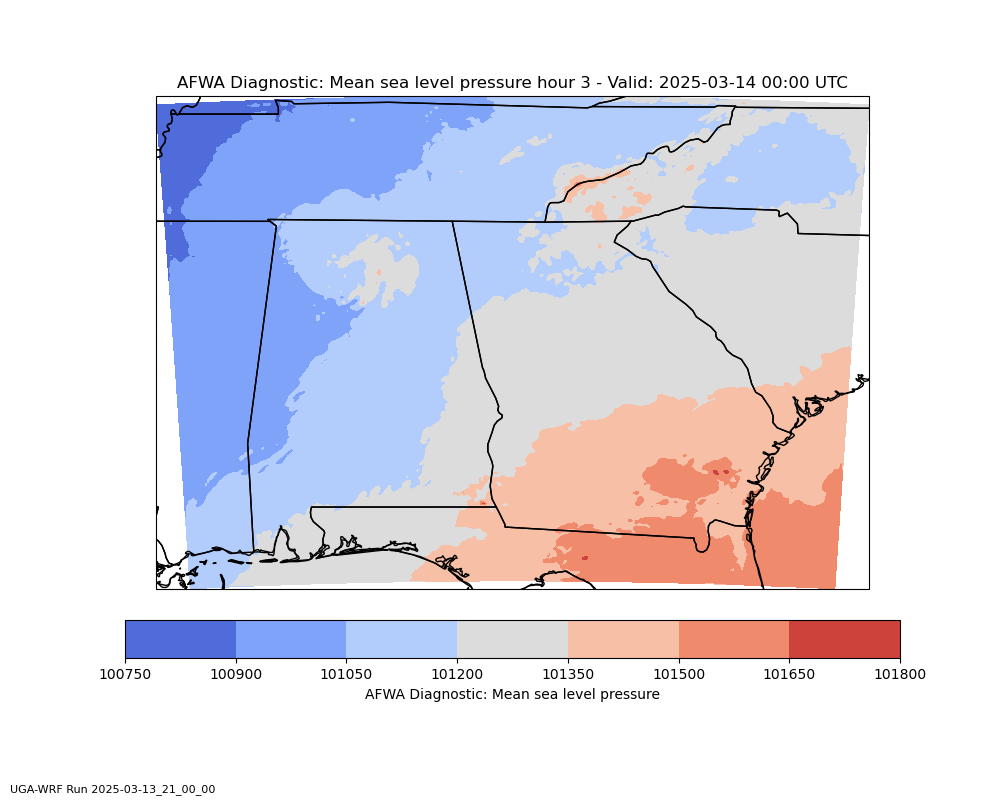 AFWA Diagnostic: Mean sea level pressure hour 3 - Valid: 2025-03-14 00:00 UTC
100750 100900 101050 101200 101350 101500 101650 101800
AFWA Diagnostic: Mean sea level pressure
UGA-WRF Run 2025-03-13_21_00_00